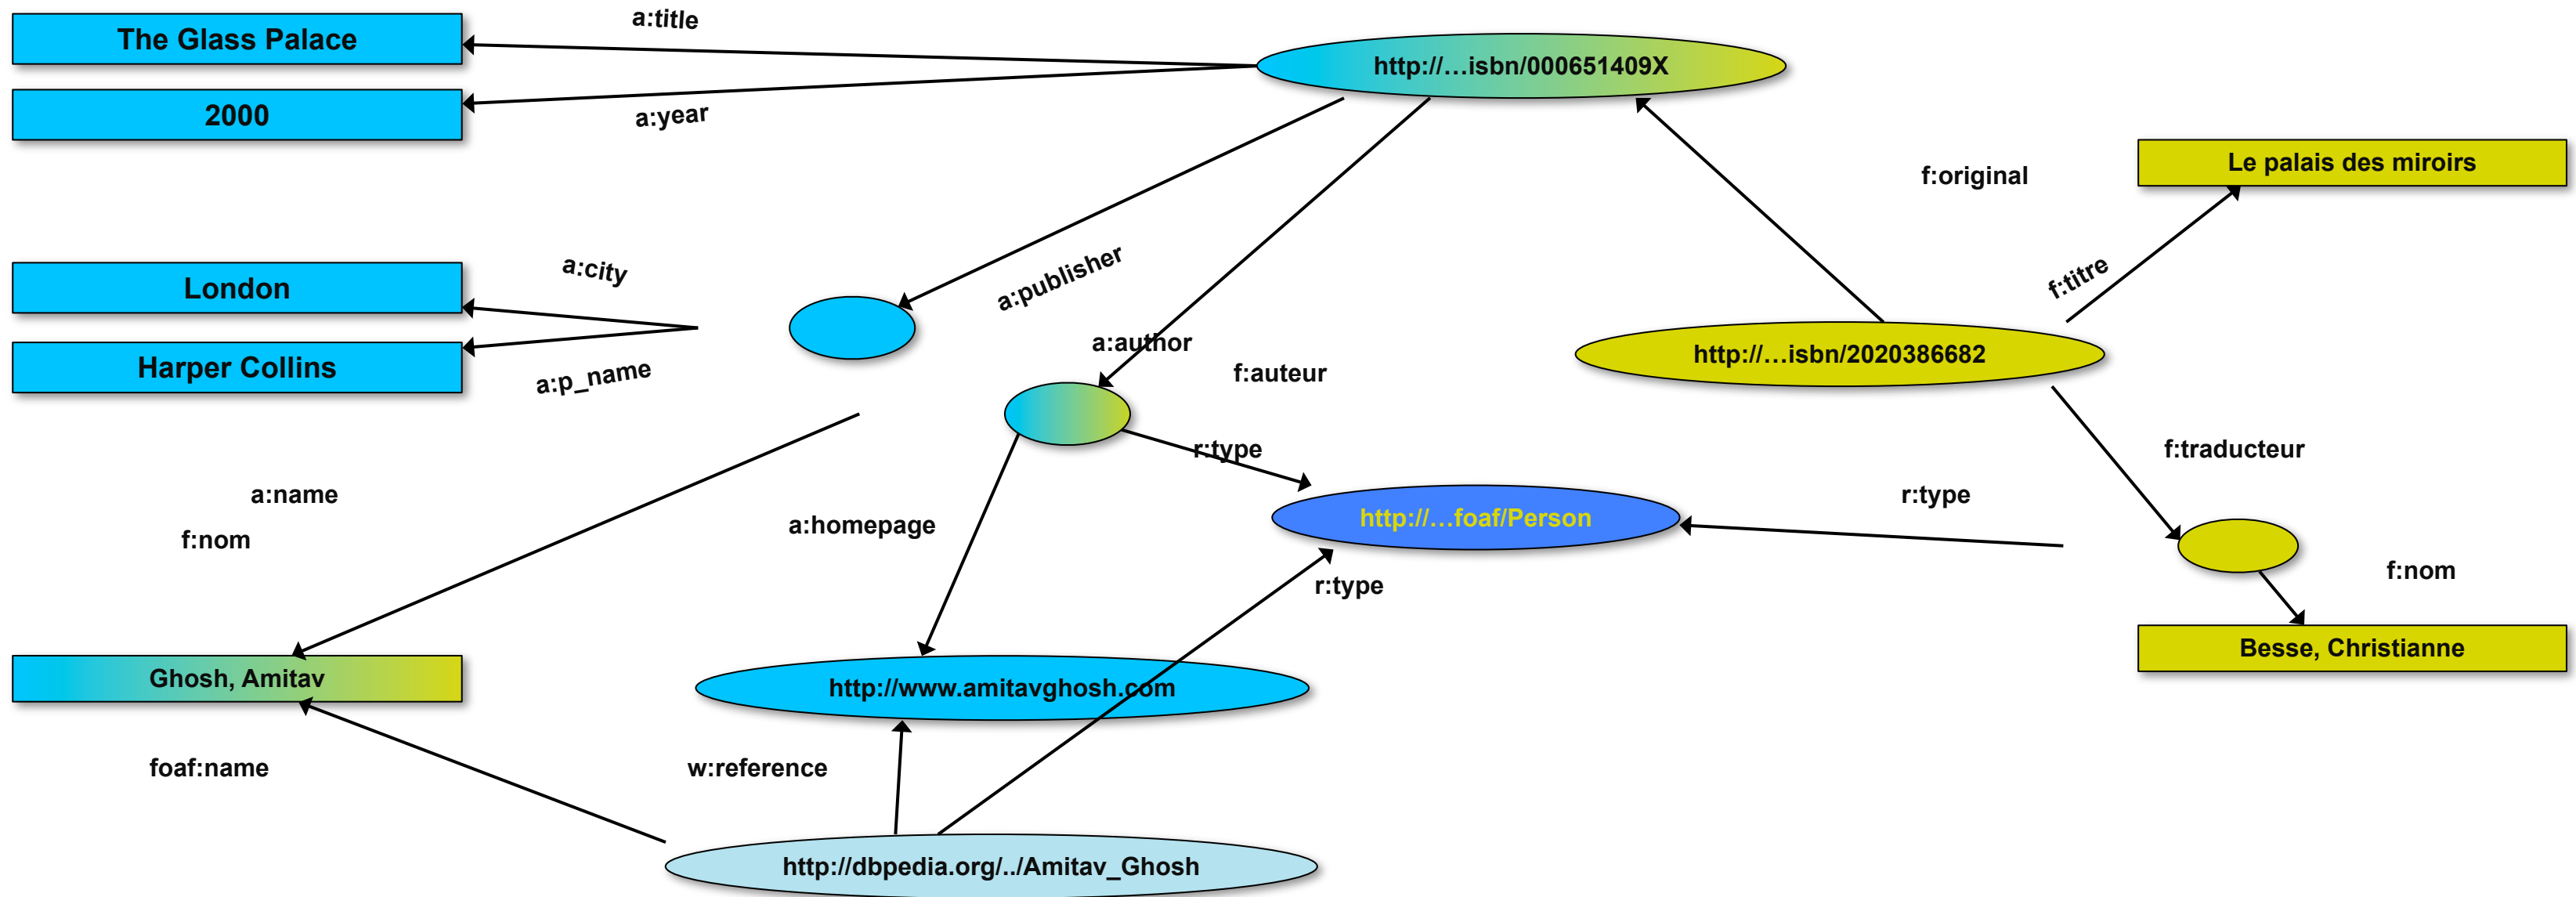 a:title
The Glass Palace
http://…isbn/000651409X
2000
a:year
Le palais des miroirs
f:original
a:city
a:publisher
f:titre
London
a:author
http://…isbn/2020386682
Harper Collins
a:p_name
f:auteur
r:type
f:traducteur
a:name
r:type
http://…foaf/Person
a:homepage
f:nom
r:type
f:nom
Ghosh, Amitav
http://www.amitavghosh.com
Besse, Christianne
foaf:name
w:reference
http://dbpedia.org/../Amitav_Ghosh